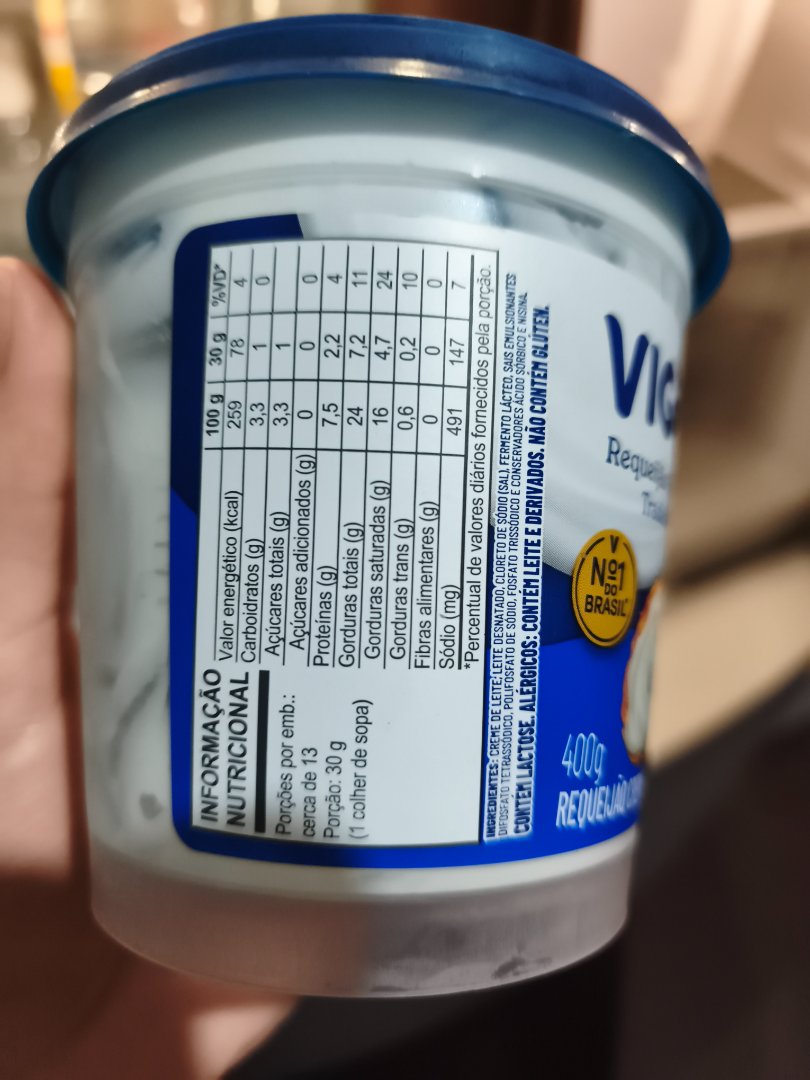 INFORMAÇÃO
NUTRICIONAL
Porções por emb.:
cerca de 13
Porção: 30 g
(1 colher de sopa)
100 g 30 g %VD*
Valor energético (kcal) 259 78 4
Carboidratos (g) 3,3 1 0
Açúcares totais (g) 3,3 1
Açúcares adicionados (g) 0 0 0
Proteínas (g) 7,5 2,2 4
Gorduras totais (g) 24 7,2 11
Gorduras saturadas (g) 16 4,7 24
Gorduras trans (g) 0,6 0,2 10
Fibras alimentares (g) 0 0 0
Sódio (mg) 491 147 7
*Percentual de valores diários fornecidos pela porção.
INGREDIENTES: CREME DE LEITE, LEITE DESNATADO, CLORETO DE SÓDIO (SAL), FERMENTO LÁCTEO, SAIS EMULSIONANTES
DIFOSFATO TETRASSÓDICO, POLIFOSFATO DE SÓDIO, FOSFATO TRISSÓDICO E CONSERVADORES ÁCIDO SÓRBICO E NISINA.
CONTÉM LACTOSE. ALÉRGICOS: CONTÉM LEITE E DERIVADOS. NÃO CONTÉM GLÚTEN.
V
Nº1
DO
BRASIL
400g
REQUEIJÃO